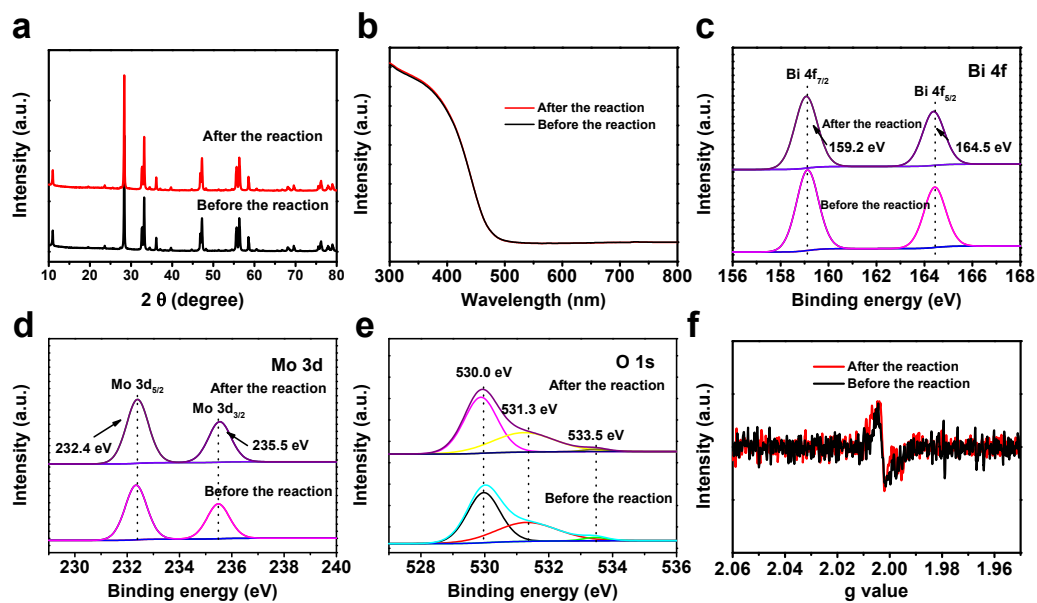 a
Intensity (a.u.)
After the reaction
Before the reaction
10 20 30 40 50 60 70 80
2 θ (degree)
b
Intensity (a.u.)
After the reaction
Before the reaction
300 400 500 600 700 800
Wavelength (nm)
c
Intensity (a.u.)
Bi 4f
Bi 4f7/2
Bi 4f5/2
After the reaction
159.2 eV
164.5 eV
Before the reaction
156 159 162 165 168
Binding energy (eV)
d
Intensity (a.u.)
Mo 3d
Mo 3d5/2
After the reaction
Mo 3d3/2
232.4 eV
235.5 eV
Before the reaction
230 232 234 236 238 240
Binding energy (eV)
e
Intensity (a.u.)
O 1s
530.0 eV
After the reaction
531.3 eV
533.5 eV
Before the reaction
528 530 532 534 536
Binding energy (eV)
f
Intensity (a.u.)
After the reaction
Before the reaction
2.06 2.04 2.02 2.00 1.98 1.96
g value